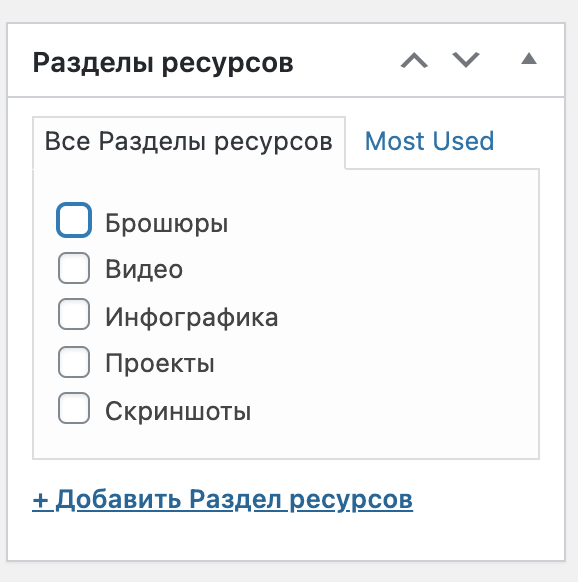 Разделы ресурсов
Все Разделы ресурсов
Most Used
Брошюры
Видео
Инфографика
Проекты
Скриншоты
+ Добавить Раздел ресурсов